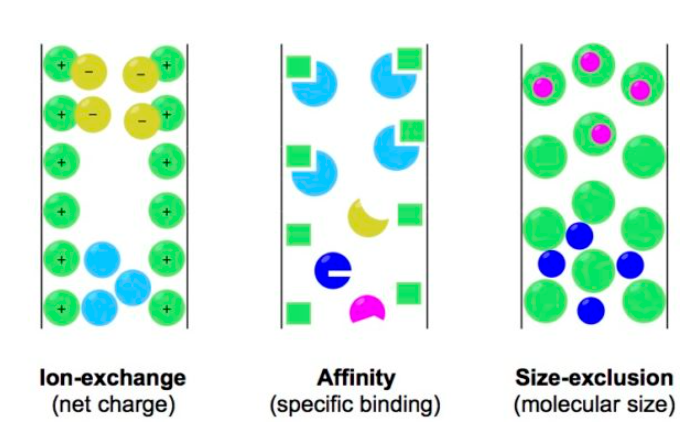 + − − +
+ − − +
+ +
+ +
+ +
+ +
Ion-exchange
(net charge)
Affinity
(specific binding)
Size-exclusion
(molecular size)